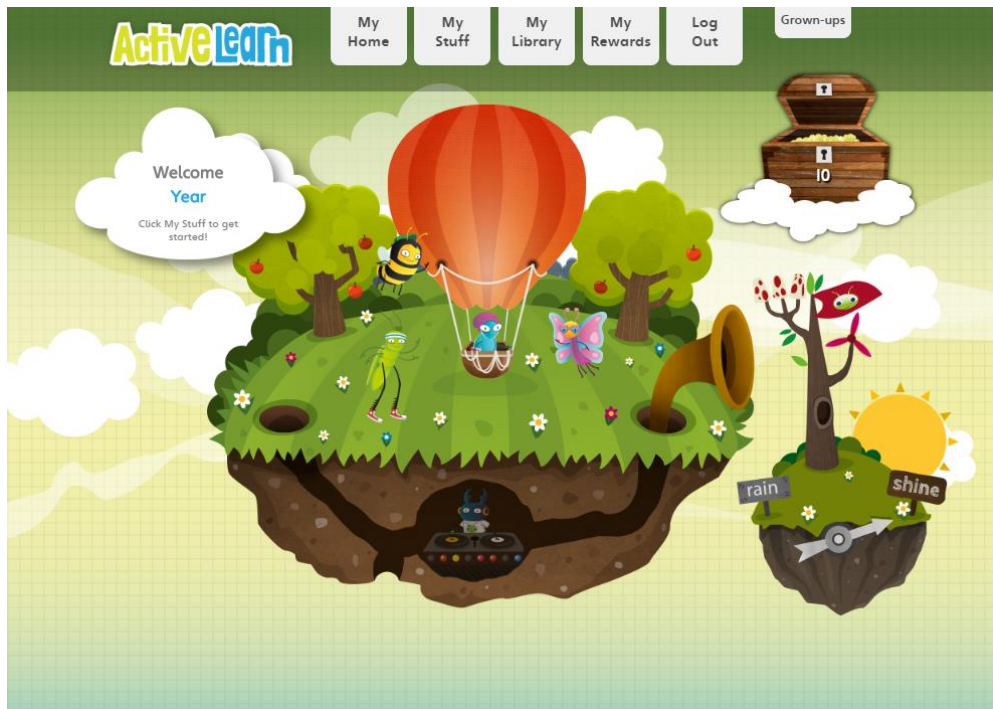 ActiveLearn
My
Home
My
Stuff
My
Library
My
Rewards
Log
Out
Grown-ups
Welcome
Year
Click My Stuff to get
started!
10
rain
shine